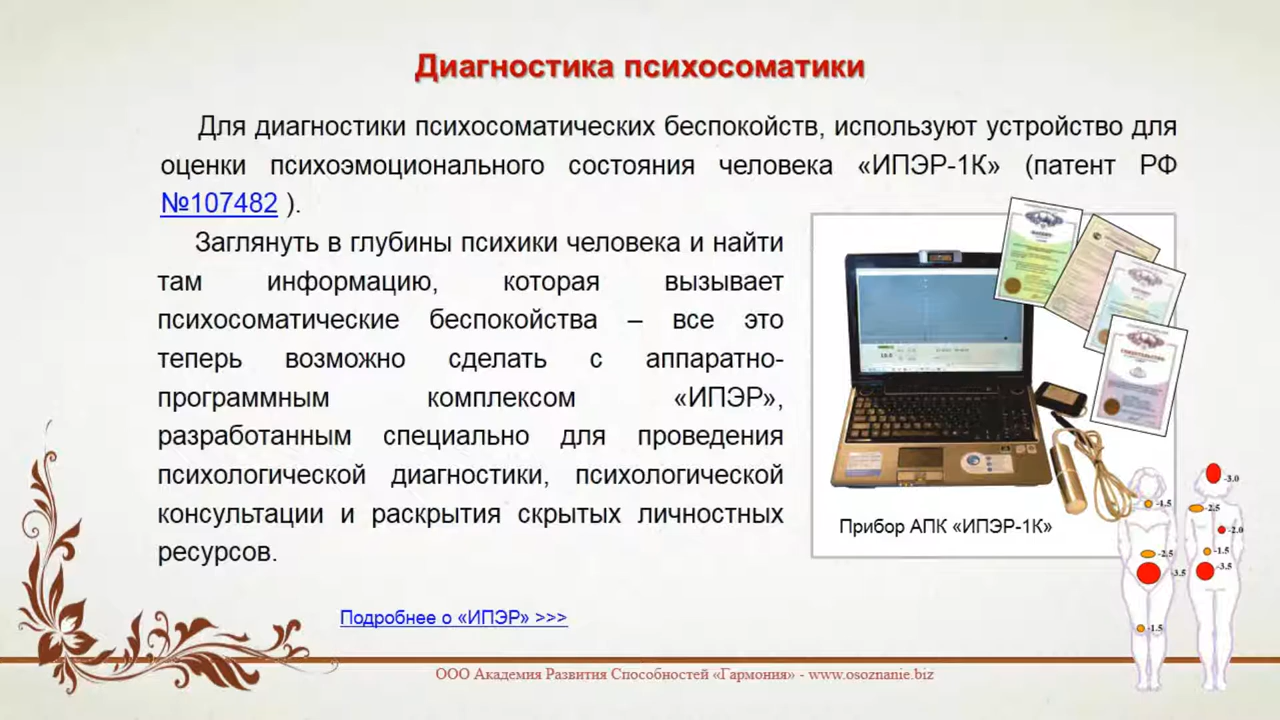 Диагностика психосоматики
Для диагностики психосоматических беспокойств, используют устройство для
оценки психоэмоционального состояния человека «ИПЭР-1К» (патент РФ
№107482 ).
Заглянуть в глубины психики человека и найти
там информацию, которая вызывает
психосоматические беспокойства – все это
теперь возможно сделать с аппаратно-
программным комплексом «ИПЭР»,
разработанным специально для проведения
психологической диагностики, психологической
консультации и раскрытия скрытых личностных
ресурсов.
Прибор АПК «ИПЭР-1К»
-3.0
-1.5
-2.5
-2.0
-2.5
-1.5
-3.5
-3.5
-1.5
Подробнее о «ИПЭР» >>>
ООО Академия Развития Способностей «Гармония» - www.osoznanie.biz